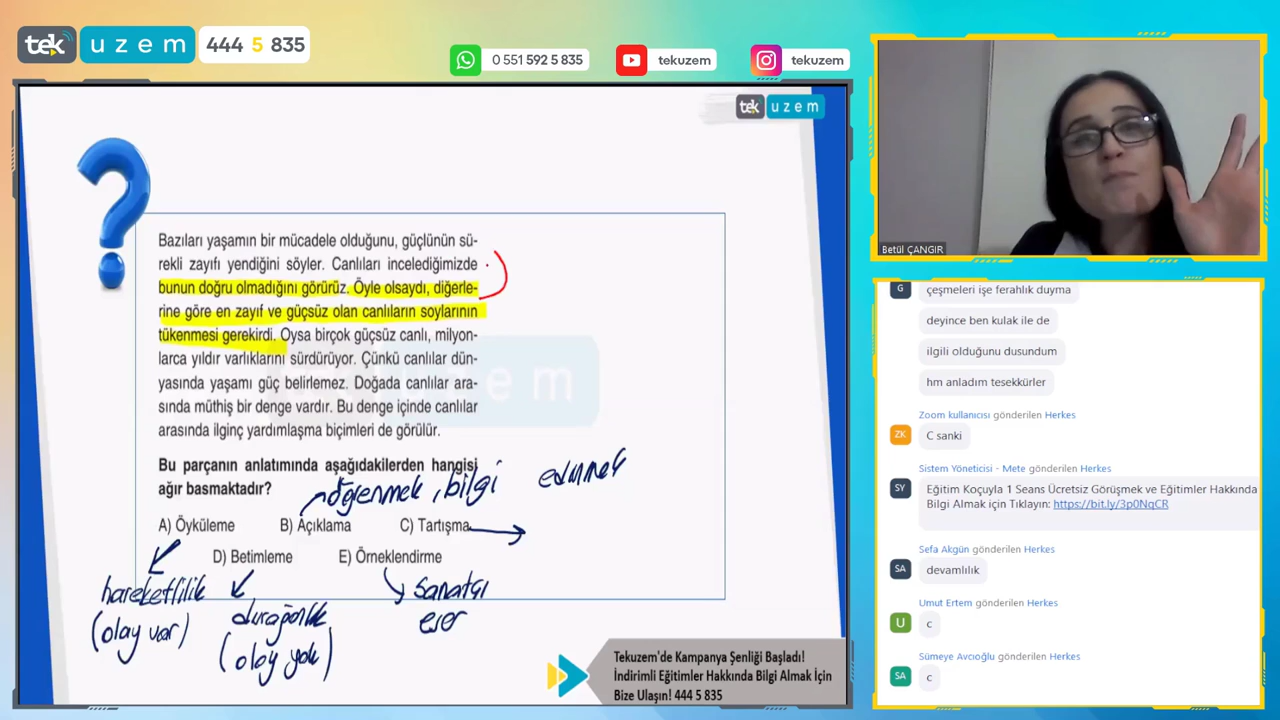 tek uzem 444 5 835
0 551 592 5 835
tekuzem
tekuzem
tek uzem
Betül ÇANGIR
Bazıları yaşamın bir mücadele olduğunu, güçlünün sü-
rekli zayıfı yendiğini söyler. Canlıları incelediğimizde
bunun doğru olmadığını görürüz. Öyle olsaydı, diğerle-
rine göre en zayıf ve güçsüz olan canlıların soylarının
tükenmesi gerekirdi. Oysa birçok güçsüz canlı, milyon-
larca yıldır varlıklarını sürdürüyor. Çünkü canlılar dün-
yasında yaşamı güç belirlemez. Doğada canlılar ara-
sında müthiş bir denge vardır. Bu denge içinde canlılar
arasında ilginç yardımlaşma biçimleri de görülür.
uzem
Bu parçanın anlatımında aşağıdakilerden hangisi
ağır basmaktadır?
öğrenmek, bilgi edinmek
A) Öyküleme B) Açıklama C) Tartışma
D) Betimleme E) Örneklendirme
hareketlilik
(olay var)
durağanlık
(olay yok)
sanatçı
eser
Tekuzem'de Kampanya Şenliği Başladı!
İndirimli Eğitimler Hakkında Bilgi Almak İçin
Bize Ulaşın! 444 5 835
G
çeşmeleri işe ferahlık duyma
deyince ben kulak ile de
ilgili olduğunu dusundum
hm anladım tesekkürler
Zoom kullanıcısı gönderilen Herkes
ZK
C sanki
Sistem Yöneticisi - Mete gönderilen Herkes
SY
Eğitim Koçuyla 1 Seans Ücretsiz Görüşmek ve Eğitimler Hakkında
Bilgi Almak için Tıklayın: https://bit.ly/3p0NqCR
Sefa Akgün gönderilen Herkes
SA
devamlılık
Umut Ertem gönderilen Herkes
U
c
Sümeye Avcıoğlu gönderilen Herkes
SA
c